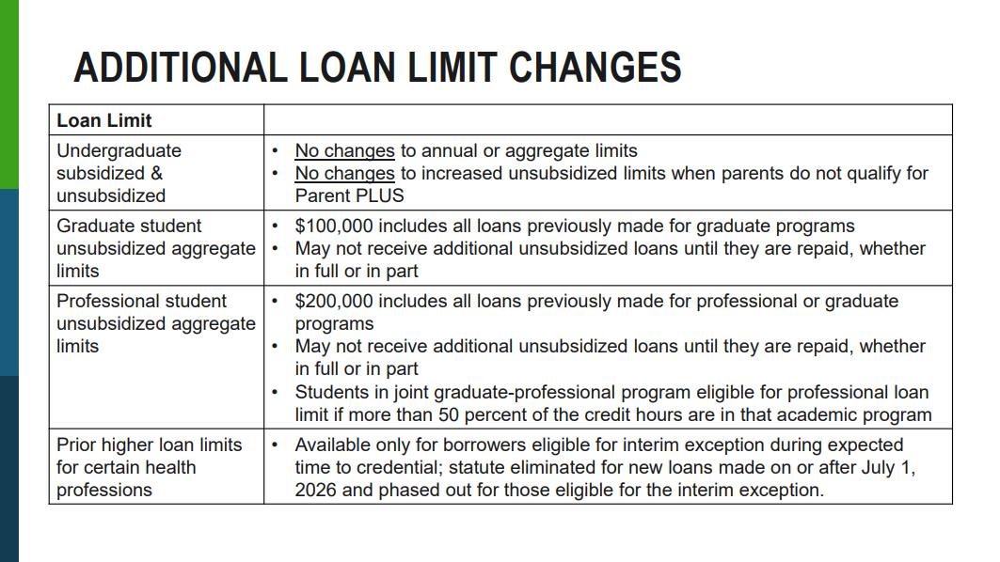 ADDITIONAL LOAN LIMIT CHANGES
Loan Limit
Undergraduate
subsidized &
unsubsidized
• No changes to annual or aggregate limits
• No changes to increased unsubsidized limits when parents do not qualify for
Parent PLUS
Graduate student
unsubsidized aggregate
limits
• $100,000 includes all loans previously made for graduate programs
• May not receive additional unsubsidized loans until they are repaid, whether
in full or in part
Professional student
unsubsidized aggregate
limits
• $200,000 includes all loans previously made for professional or graduate
programs
• May not receive additional unsubsidized loans until they are repaid, whether
in full or in part
• Students in joint graduate-professional program eligible for professional loan
limit if more than 50 percent of the credit hours are in that academic program
Prior higher loan limits
for certain health
professions
• Available only for borrowers eligible for interim exception during expected
time to credential; statute eliminated for new loans made on or after July 1,
2026 and phased out for those eligible for the interim exception.